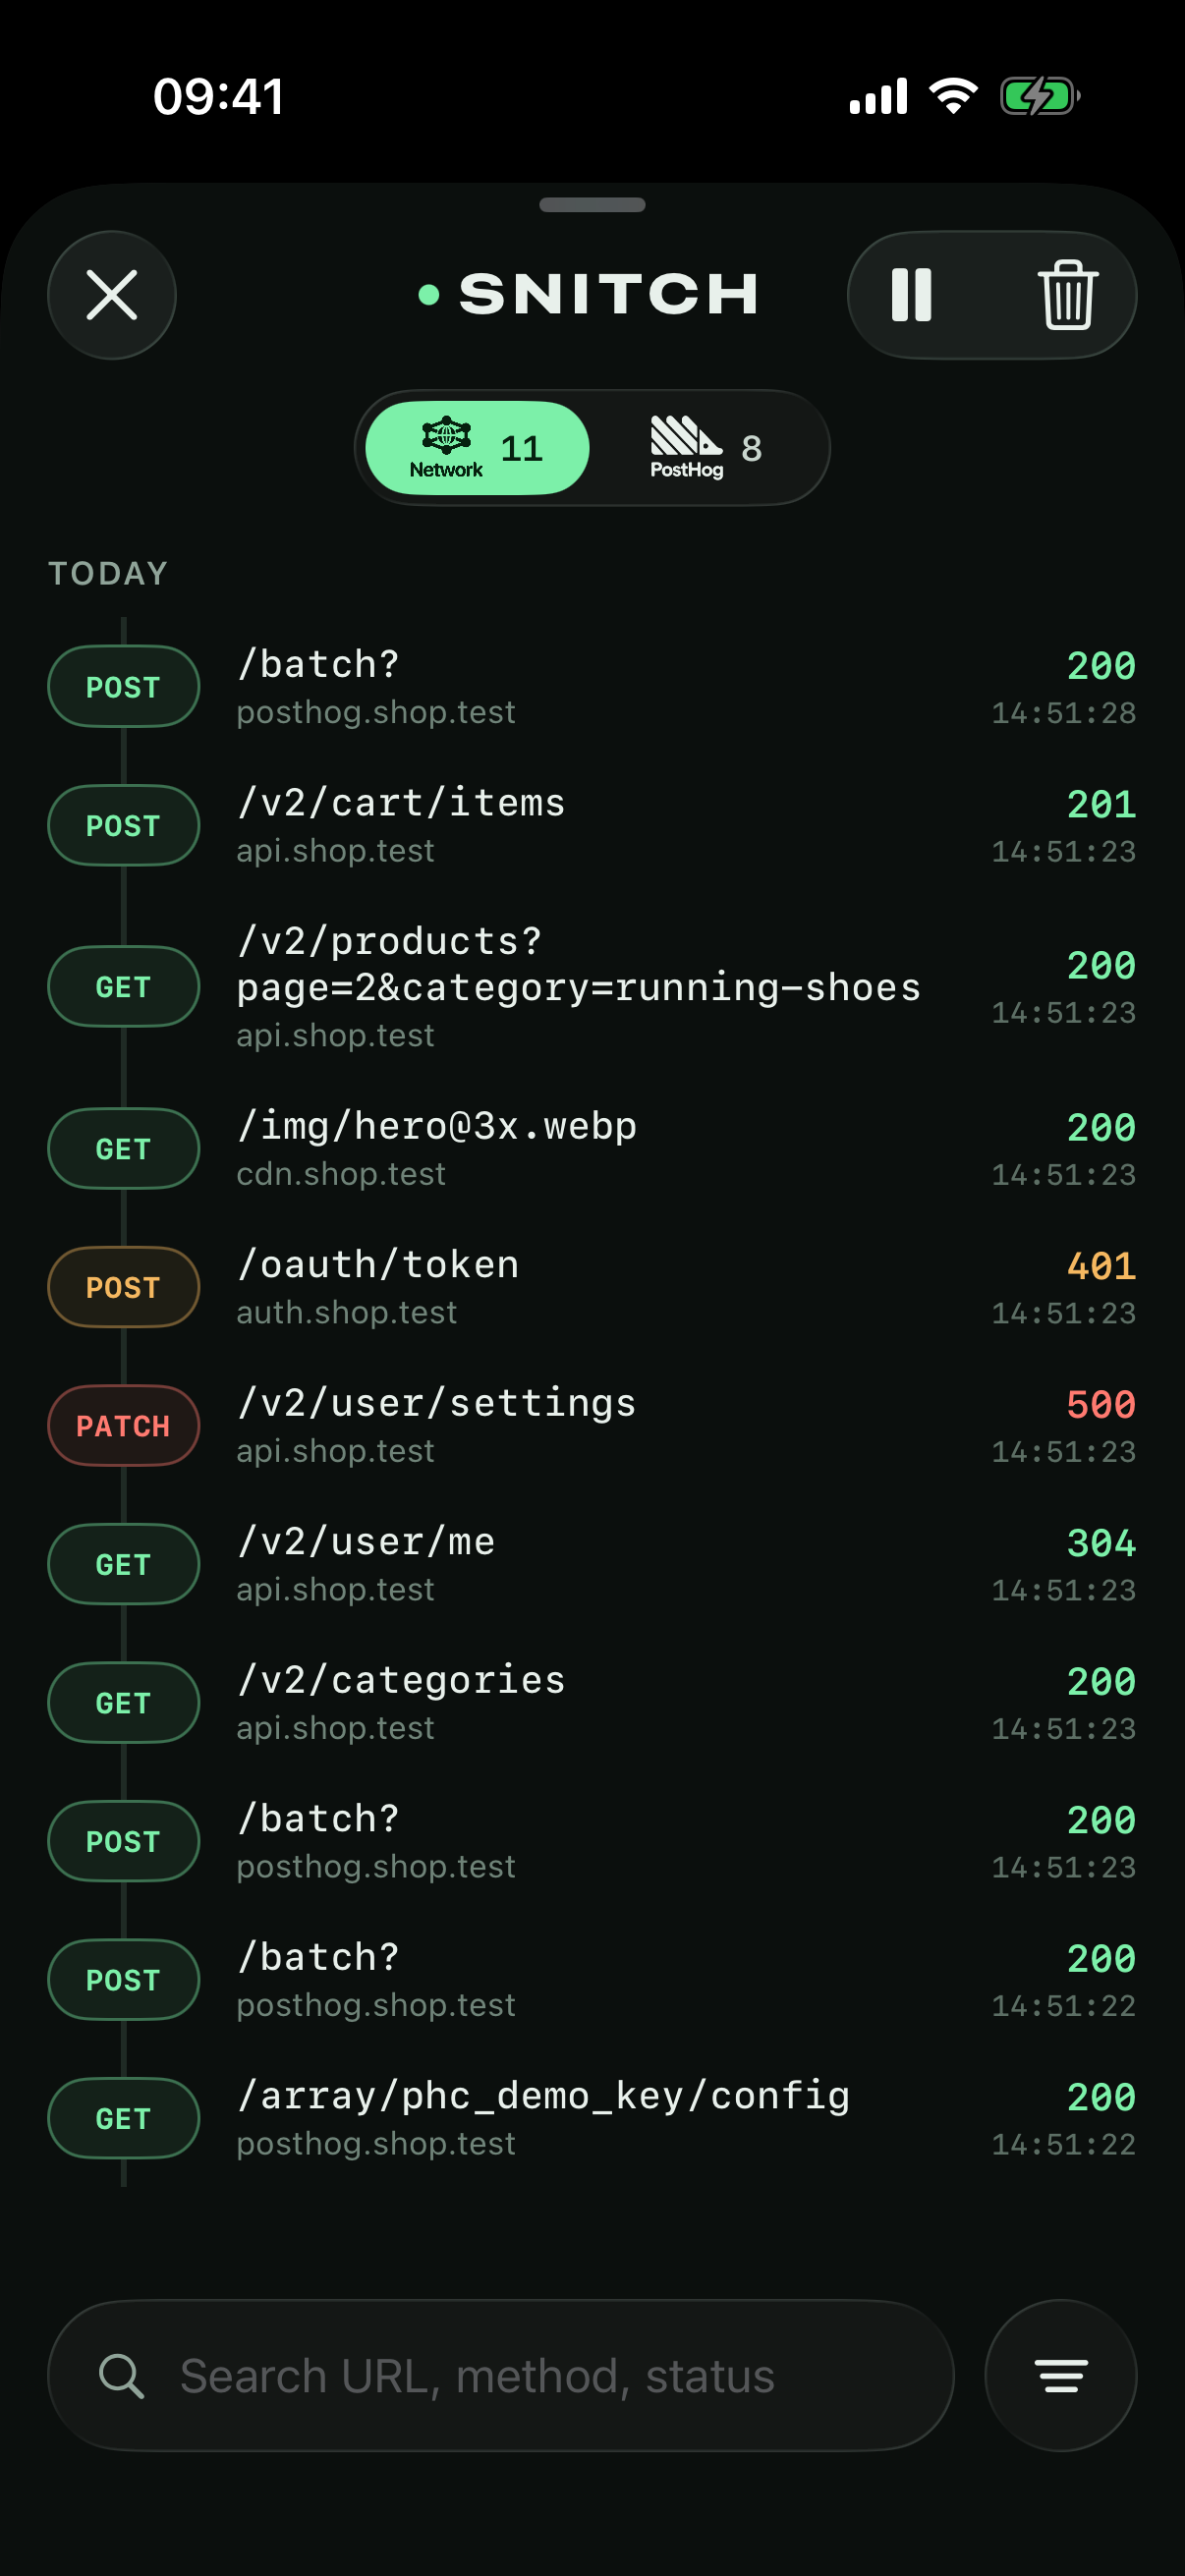 09:41
SNITCH
Network 11
PostHog 8
TODAY
POST /batch? 200
posthog.shop.test 14:51:28
POST /v2/cart/items 201
api.shop.test 14:51:23
/v2/products?
GET page=2&category=running-shoes 200
api.shop.test 14:51:23
GET /img/hero@3x.webp 200
cdn.shop.test 14:51:23
POST /oauth/token 401
auth.shop.test 14:51:23
PATCH /v2/user/settings 500
api.shop.test 14:51:23
GET /v2/user/me 304
api.shop.test 14:51:23
GET /v2/categories 200
api.shop.test 14:51:23
POST /batch? 200
posthog.shop.test 14:51:23
POST /batch? 200
posthog.shop.test 14:51:22
GET /array/phc_demo_key/config 200
posthog.shop.test 14:51:22
Search URL, method, status